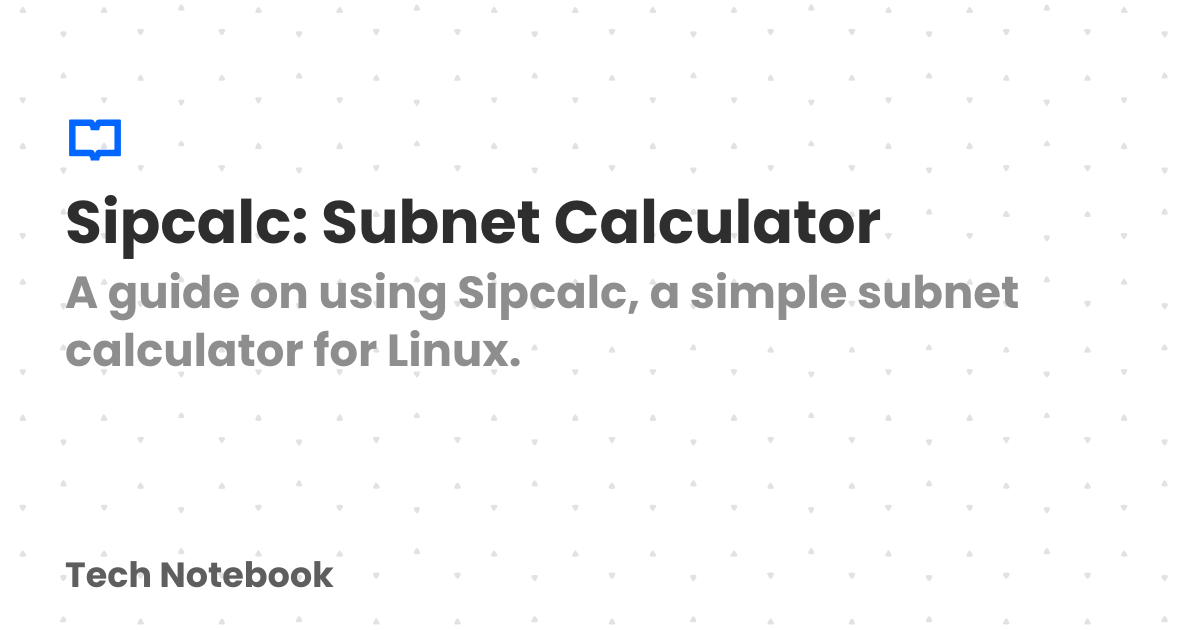 Sipcalc: Subnet Calculator
A guide on using Sipcalc, a simple subnet
calculator for Linux.
Tech Notebook